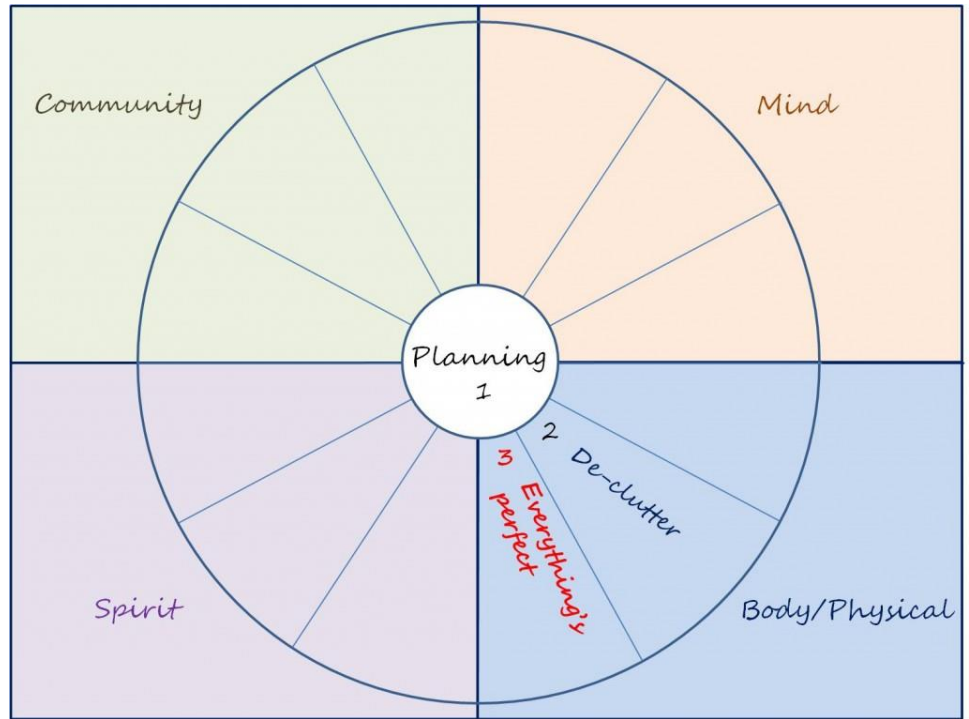 Community
Mind
Planning
1
2
De-clutter
3
Everything's
perfect
Spirit
Body/Physical